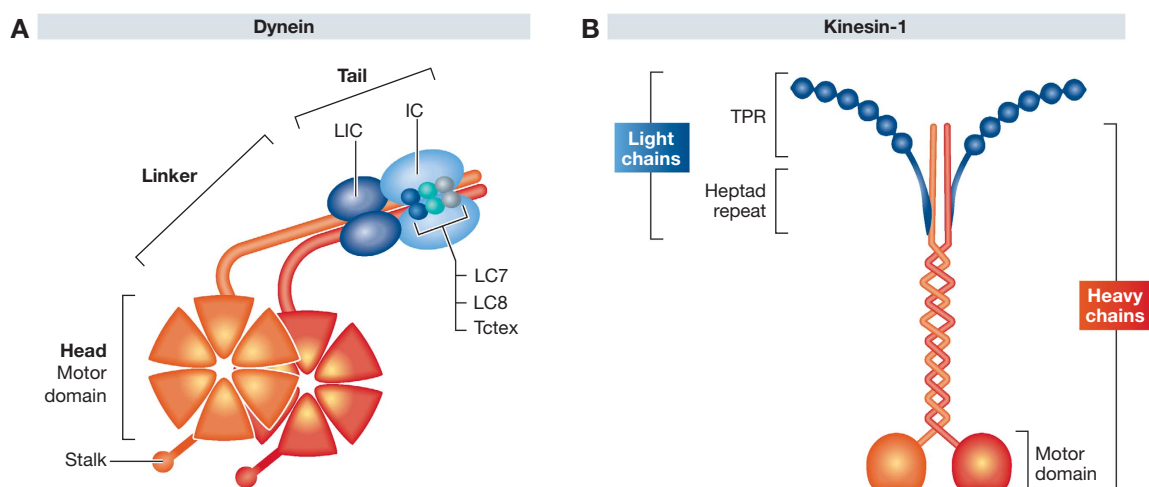 A
Dynein
Tail
IC
LIC
Linker
LC7
LC8
Tctex
Head
Motor
domain
Stalk
B
Kinesin-1
TPR
Light
chains
Heptad
repeat
Heavy
chains
Motor
domain